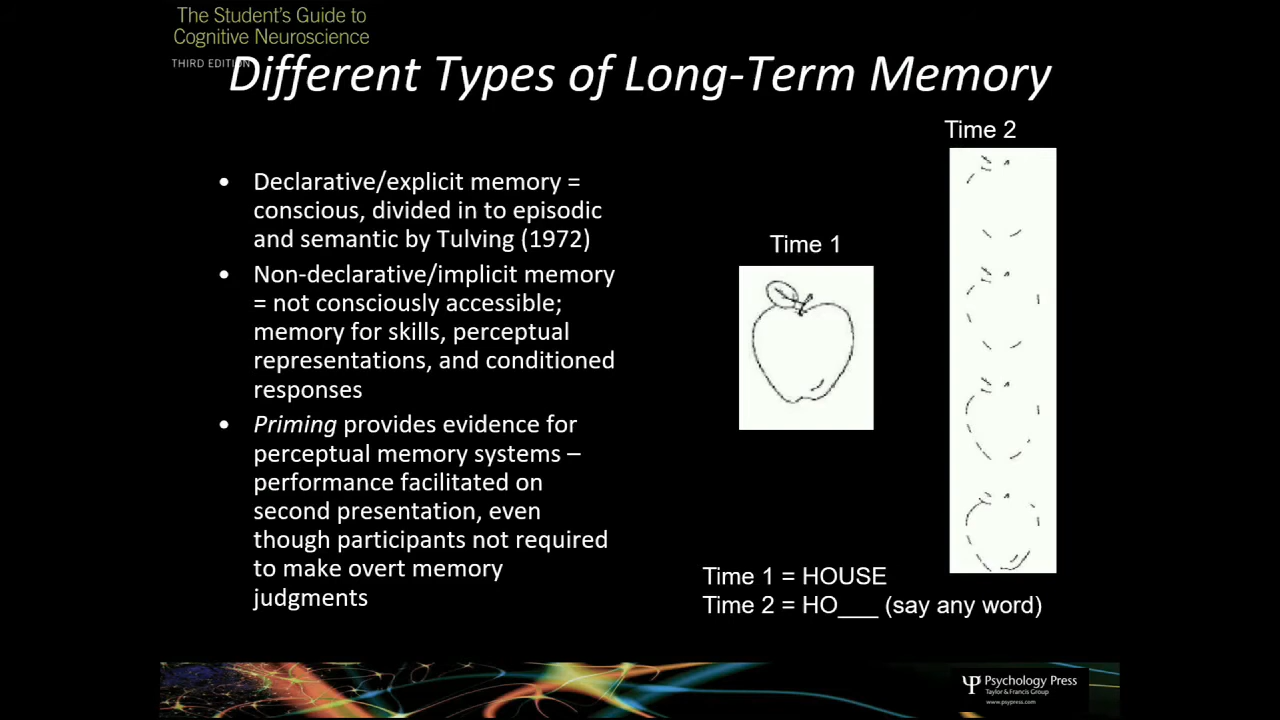 The Student's Guide to
Cognitive Neuroscience
THIRD EDITION
Different Types of Long-Term Memory
• Declarative/explicit memory =
conscious, divided in to episodic
and semantic by Tulving (1972)
• Non-declarative/implicit memory
= not consciously accessible;
memory for skills, perceptual
representations, and conditioned
responses
• Priming provides evidence for
perceptual memory systems –
performance facilitated on
second presentation, even
though participants not required
to make overt memory
judgments
Time 1
Time 2
Time 1 = HOUSE
Time 2 = HO___ (say any word)
Psychology Press
Taylor & Francis Group
www.psypress.com